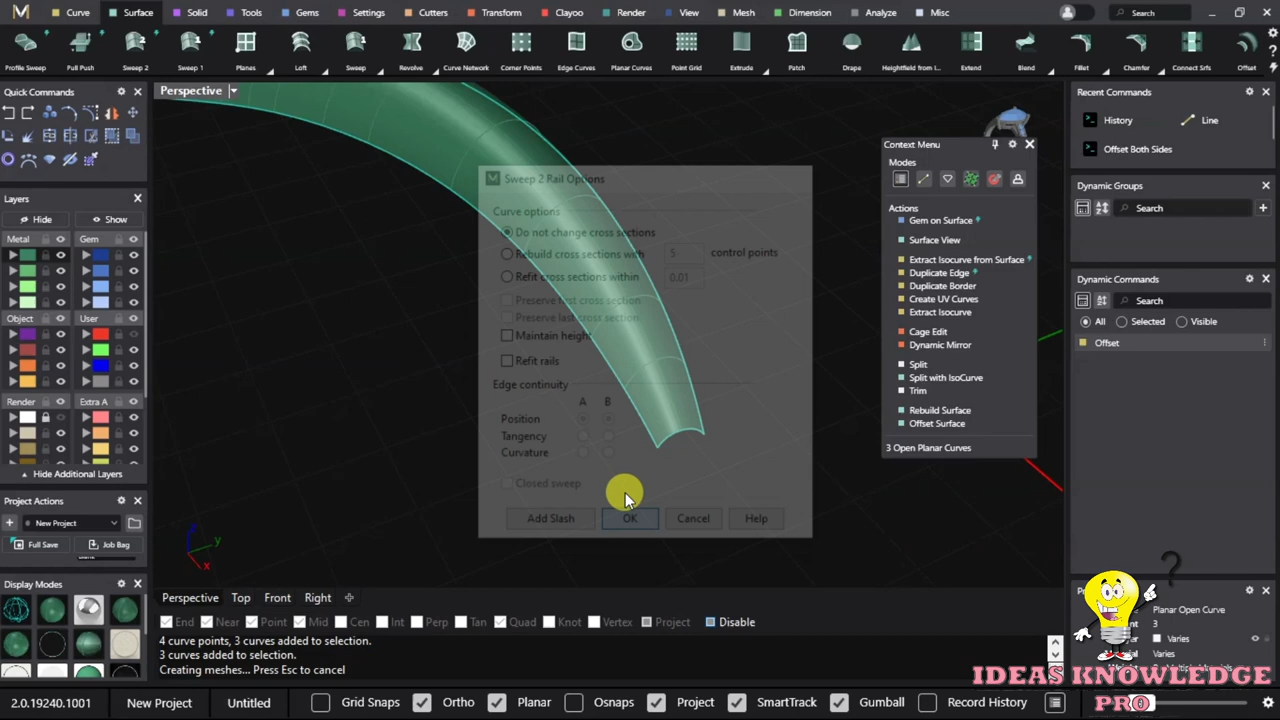 Curve Surface Solid Tools Gems Settings Cutters Transform Clayoo Render View Mesh Dimension Analyze Misc Search
Profile Sweep Pull Push Sweep 2 Sweep 1 Planes Loft Sweep Revolve Curve Network Corner Points Edge Curves Planar Curves Point Grid Extrude Patch Drape Heightfield from I... Extend Blend Fillet Chamfer Connect Srfs Offset
Quick Commands
Perspective
Recent Commands
History Line
Offset Both Sides
Context Menu
Modes
Actions
Gem on Surface
Surface View
Extract Isocurve from Surface
Duplicate Edge
Duplicate Border
Create UV Curves
Extract Isocurve
Cage Edit
Dynamic Mirror
Split
Split with IsoCurve
Trim
Rebuild Surface
Offset Surface
3 Open Planar Curves
Dynamic Groups
Search
Dynamic Commands
Search
All Selected Visible
Offset
Layers
Hide Show
Metal Gem
Object User
Render Extra A
Hide Additional Layers
Project Actions
New Project
Full Save Job Bag
Display Modes
Sweep 2 Rail Options
Curve options
Do not change cross sections
Rebuild cross sections with 5 control points
Refit cross sections within 0.01
Preserve first cross section
Preserve last cross section
Maintain height
Refit rails
Edge continuity
A B
Position
Tangency
Curvature
Closed sweep
Add Slash OK Cancel Help
z y x
Perspective Top Front Right
End Near Point Mid Cen Int Perp Tan Quad Knot Vertex Project Disable
4 curve points, 3 curves added to selection.
3 curves added to selection.
Creating meshes... Press Esc to cancel
Planar Open Curve
3
Varies
Varies
?
IDEAS KNOWLEDGE
PRO
2.0.19240.1001 New Project Untitled Grid Snaps Ortho Planar Osnaps Project SmartTrack Gumball Record History